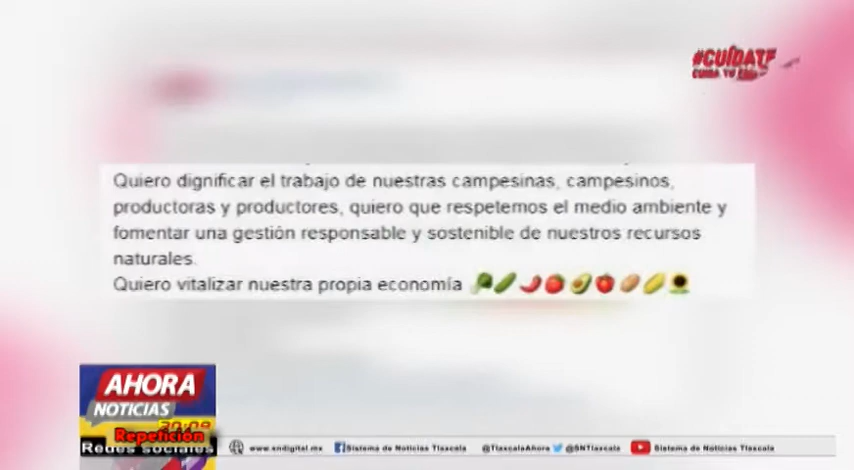 #CUÍDATE
Quiero dignificar el trabajo de nuestras campesinas, campesinos,
productoras y productores, quiero que respetemos el medio ambiente y
fomentar una gestión responsable y sostenible de nuestros recursos
naturales.
Quiero vitalizar nuestra propia economía
AHORA
NOTICIAS
20:09
Repetición
Redes sociales
www.sndigital.mx Sistema de Noticias Tlaxcala @TlaxcalaAhora @SNTlaxcala Sistema de Noticias Tlaxcala